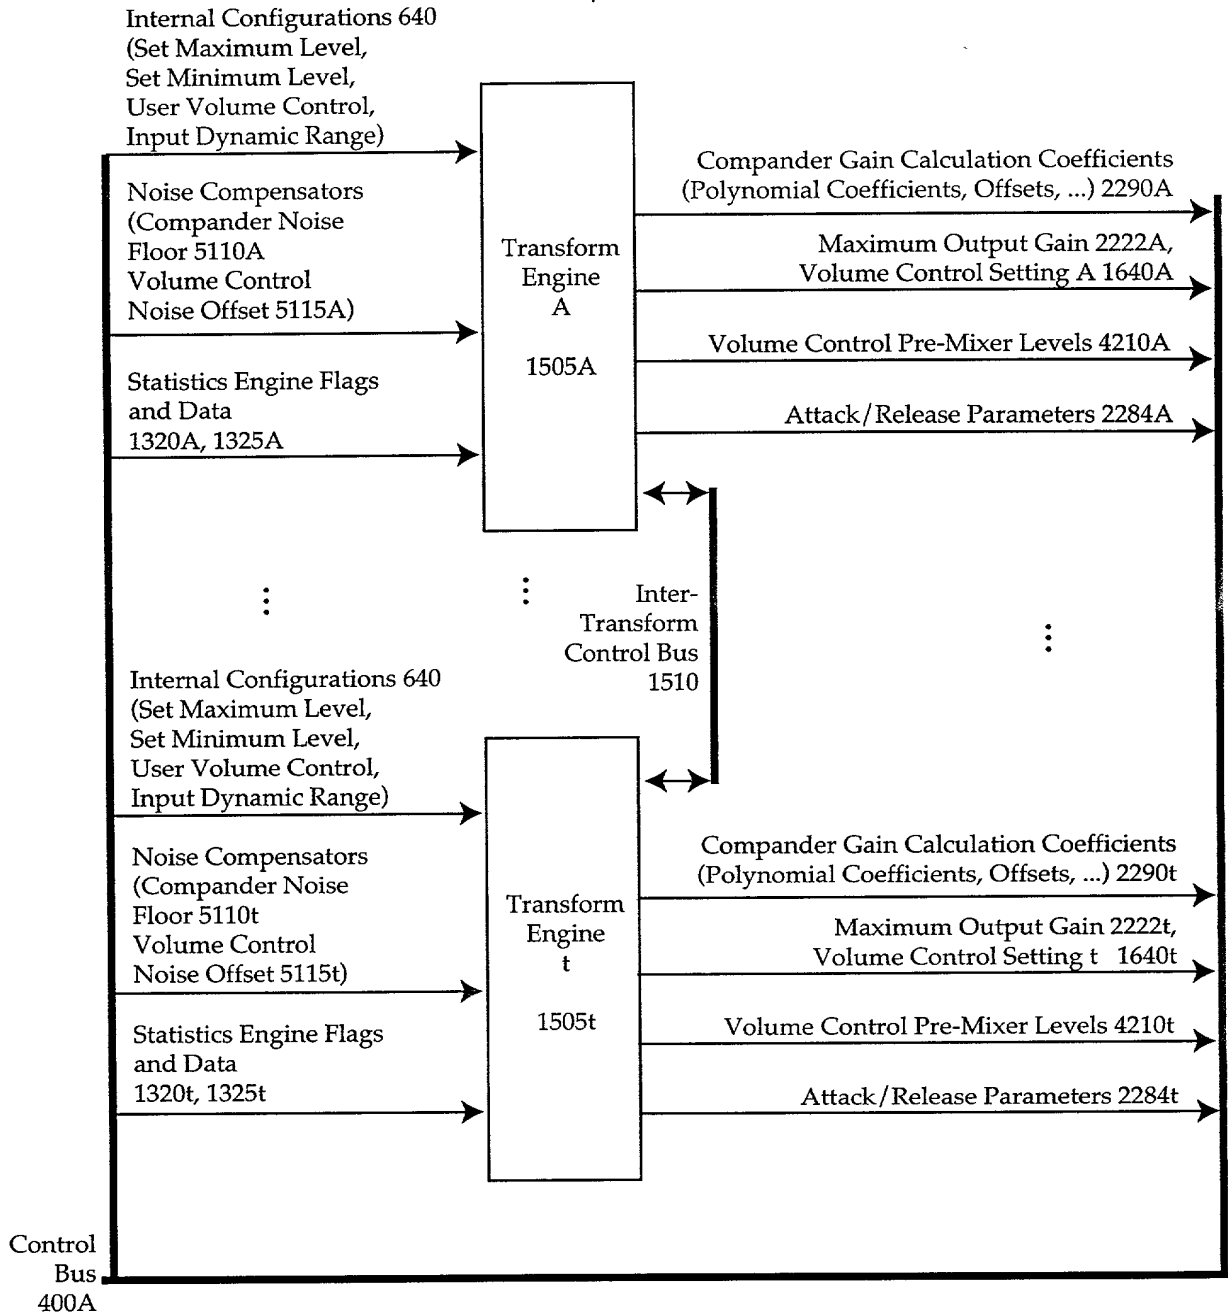 Internal Configurations 640
(Set Maximum Level,
Set Minimum Level,
User Volume Control,
Input Dynamic Range)
Noise Compensators
(Compander Noise
Floor 5110A
Volume Control
Noise Offset 5115A)
Statistics Engine Flags
and Data
1320A, 1325A
Transform
Engine
A
1505A
Compander Gain Calculation Coefficients
(Polynomial Coefficients, Offsets, ...) 2290A
Maximum Output Gain 2222A,
Volume Control Setting A 1640A
Volume Control Pre-Mixer Levels 4210A
Attack/Release Parameters 2284A
Inter-
Transform
Control Bus
1510
Internal Configurations 640
(Set Maximum Level,
Set Minimum Level,
User Volume Control,
Input Dynamic Range)
Noise Compensators
(Compander Noise
Floor 5110t
Volume Control
Noise Offset 5115t)
Statistics Engine Flags
and Data
1320t, 1325t
Transform
Engine
t
1505t
Compander Gain Calculation Coefficients
(Polynomial Coefficients, Offsets, ...) 2290t
Maximum Output Gain 2222t,
Volume Control Setting t 1640t
Volume Control Pre-Mixer Levels 4210t
Attack/Release Parameters 2284t
Control
Bus
400A